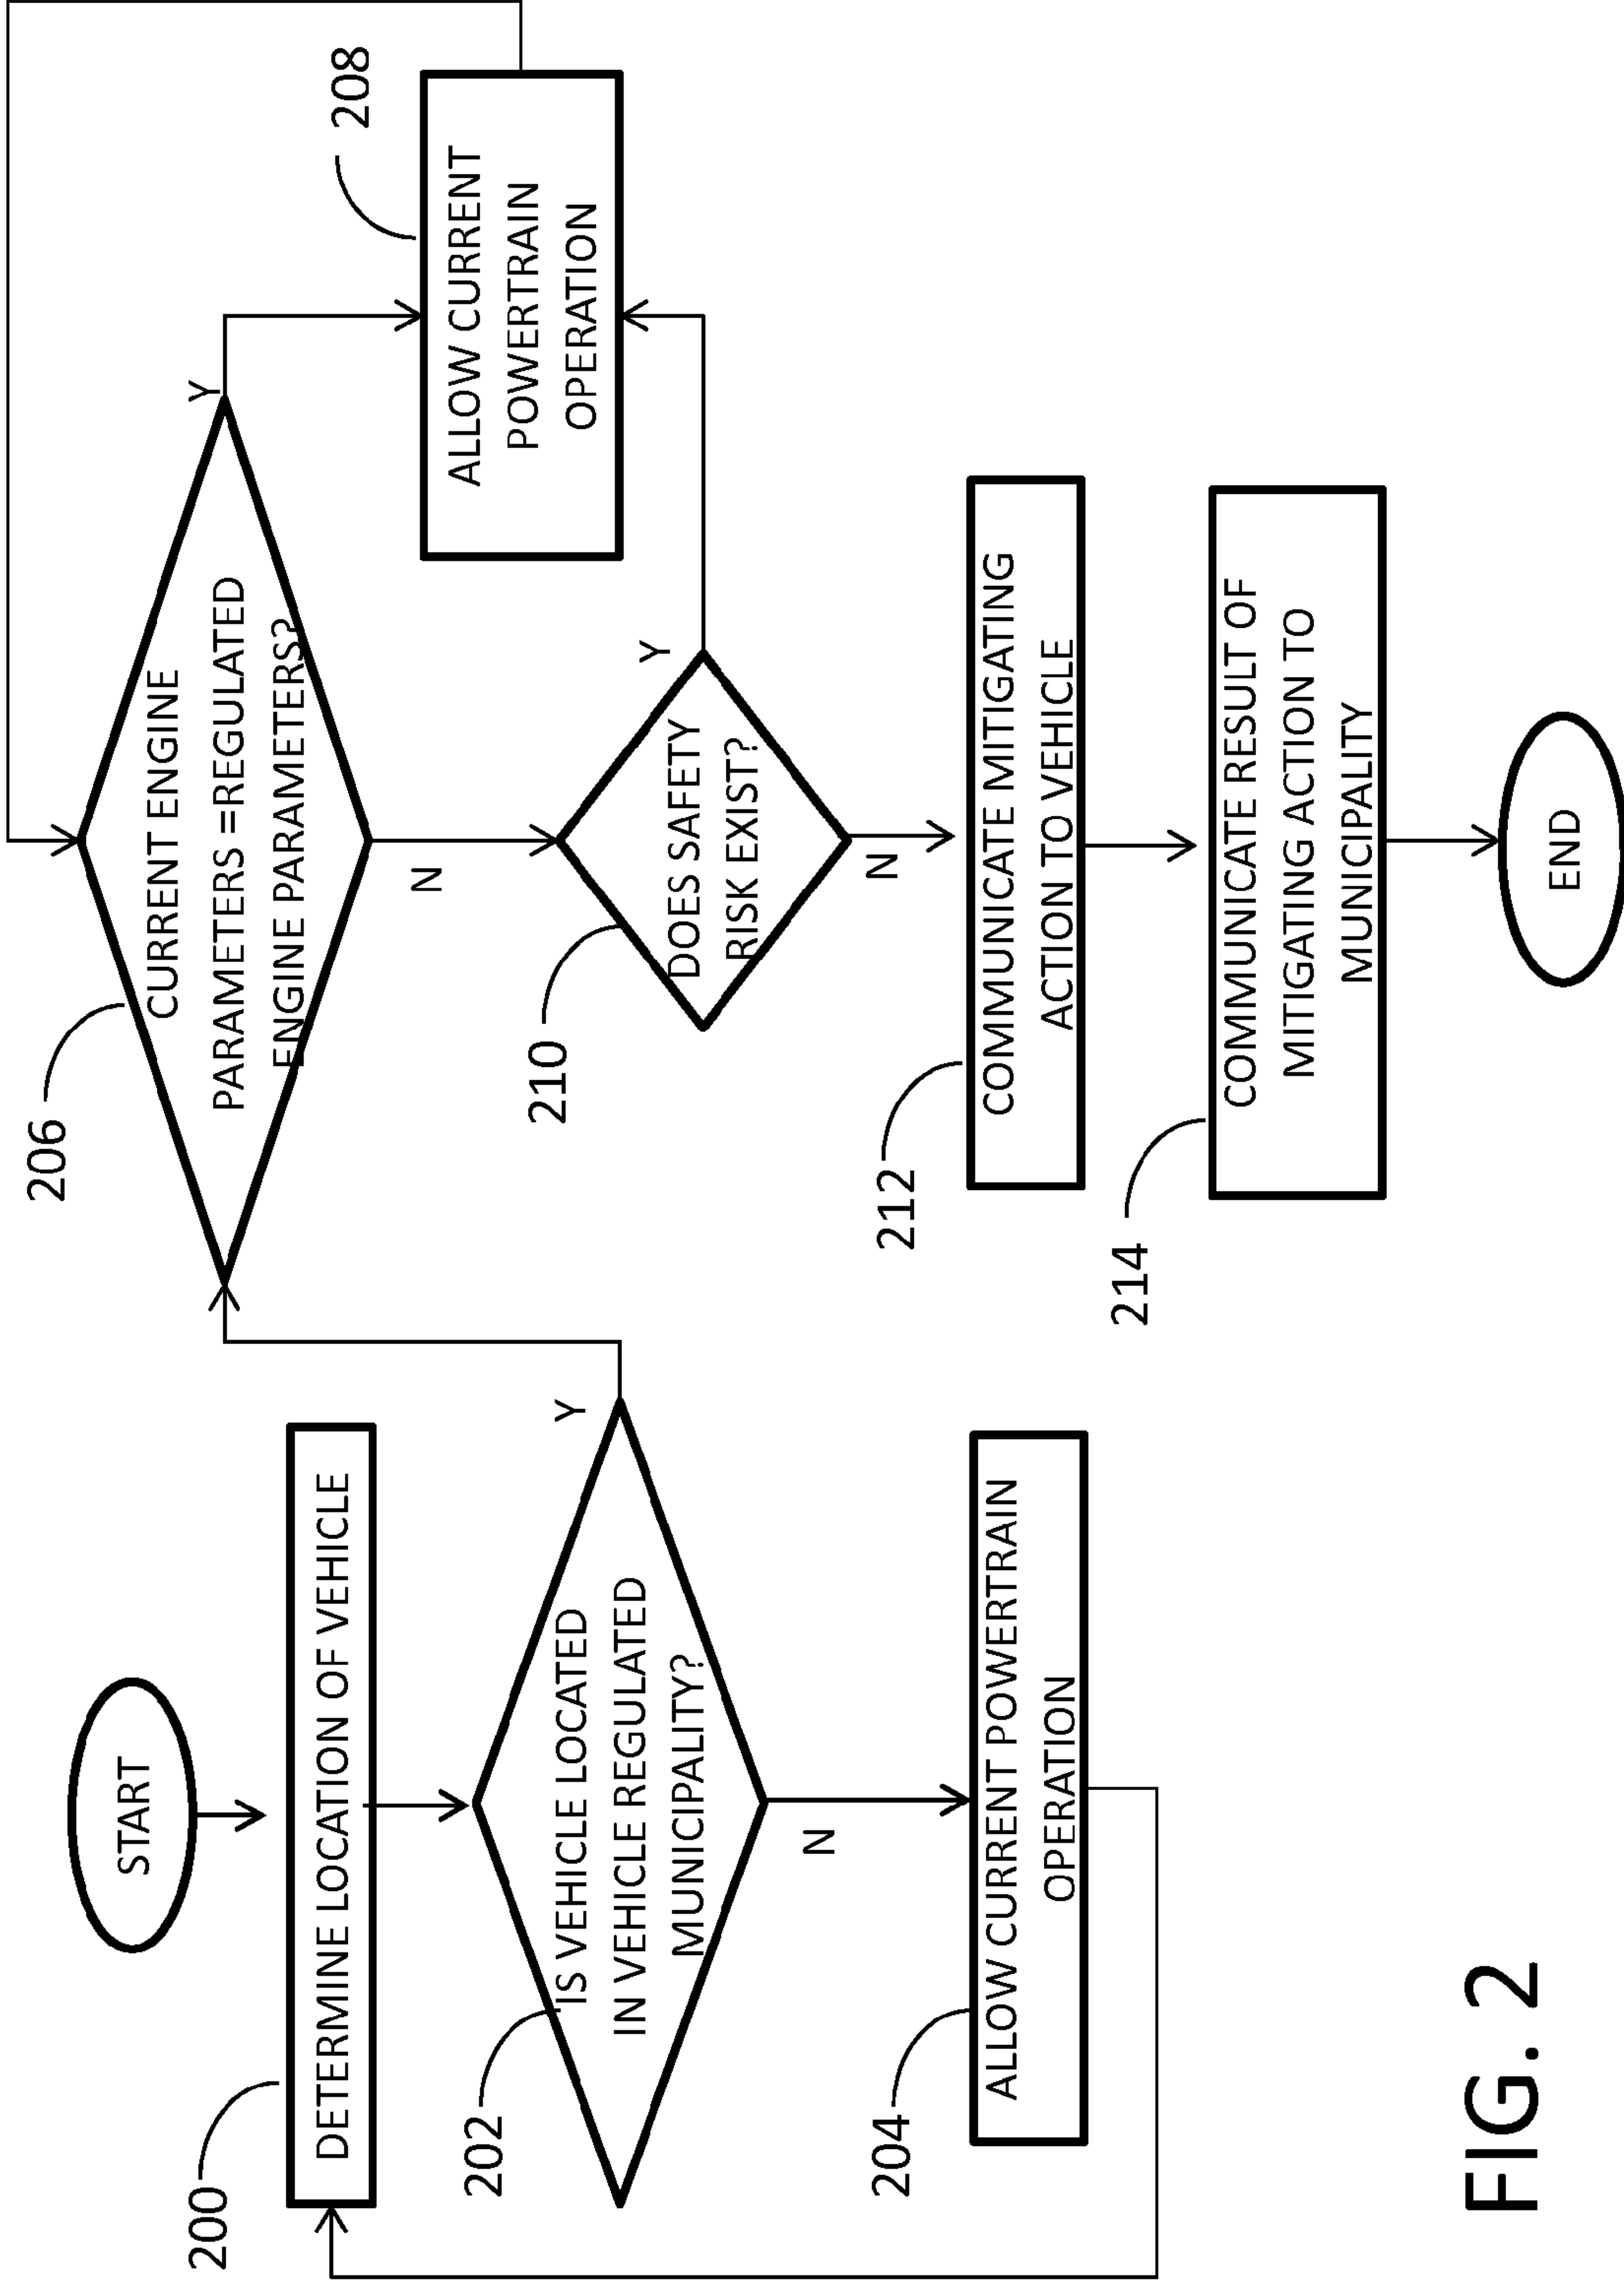 START
200
DETERMINE LOCATION OF VEHICLE
202
IS VEHICLE LOCATED
IN VEHICLE REGULATED
MUNICIPALITY?
Y
N
204
ALLOW CURRENT POWERTRAIN
OPERATION
206
CURRENT ENGINE
PARAMETERS =REGULATED
ENGINE PARAMETERS?
Y
N
208
ALLOW CURRENT
POWERTRAIN
OPERATION
210
DOES SAFETY
RISK EXIST?
Y
N
212
COMMUNICATE MITIGATING
ACTION TO VEHICLE
214
COMMUNICATE RESULT OF
MITIGATING ACTION TO
MUNICIPALITY
END
FIG. 2